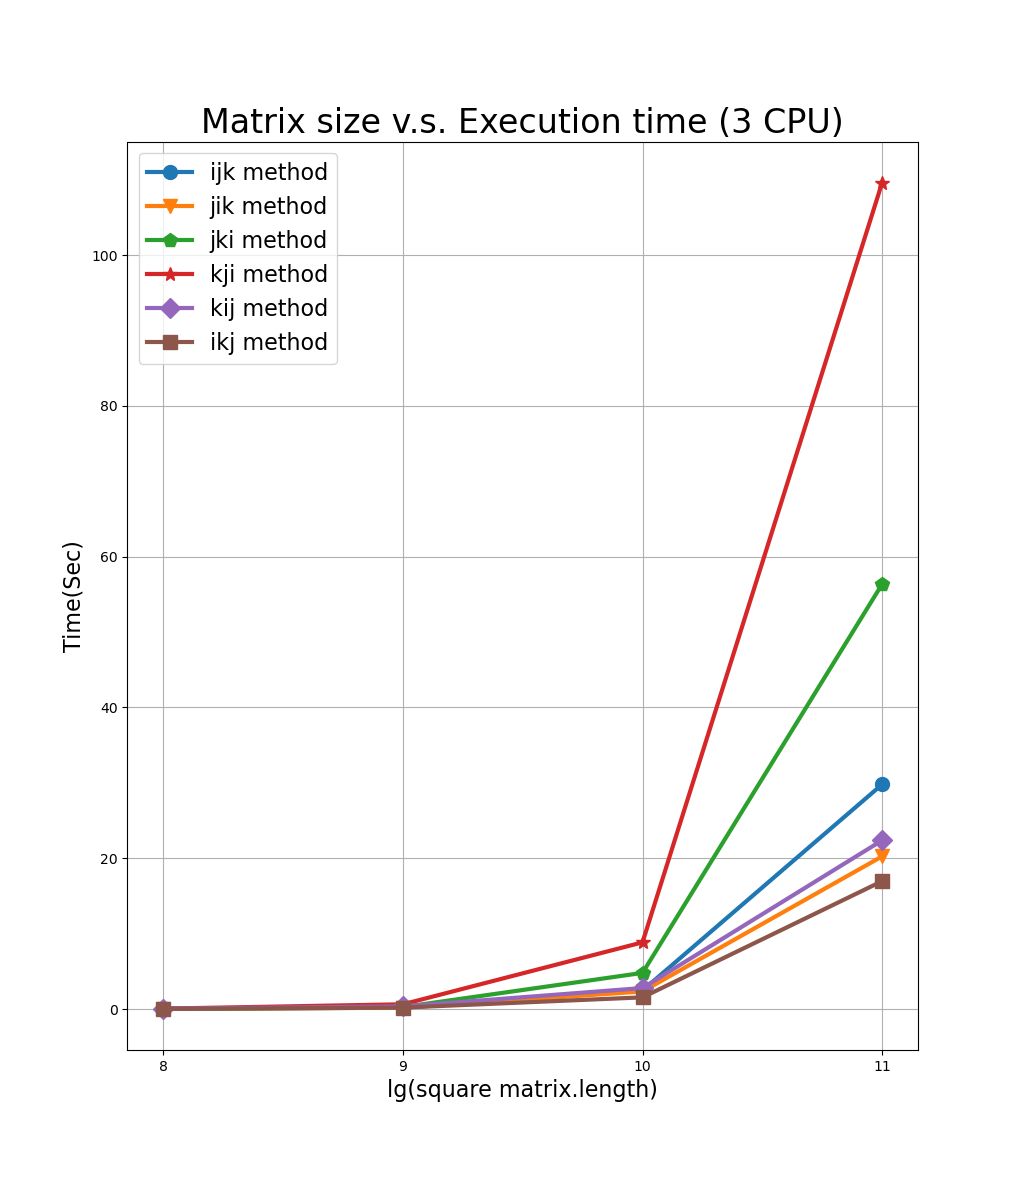 Matrix size v.s. Execution time (3 CPU)
ijk method
jik method
jki method
kji method
kij method
ikj method
100
80
60
40
20
0
Time(Sec)
8 9 10 11
lg(square matrix.length)